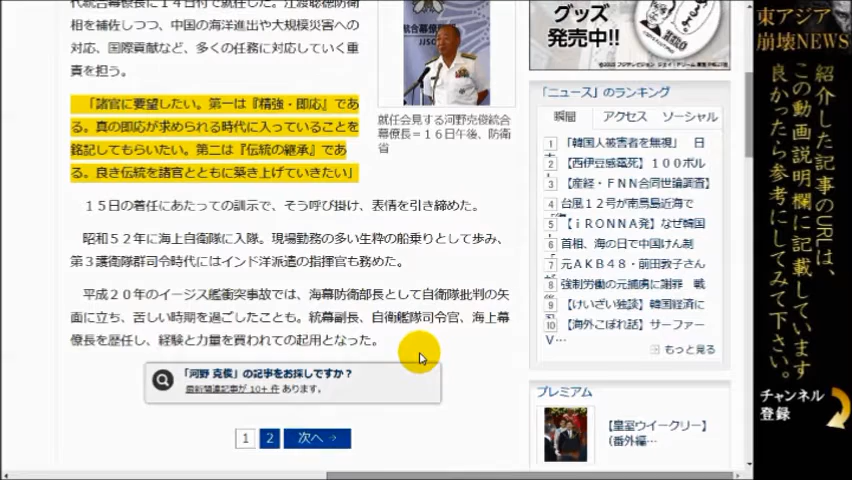 代統合幕僚長に１４日付で就任した。江渡聡徳防衛
相を補佐しつつ、中国の海洋進出や大規模災害への
対応、国際貢献など、多くの任務に対応していく重
責を担う。
「諸官に要望したい。第一は『精強・即応』であ
る。真の即応が求められる時代に入っていることを
銘記してもらいたい。第二は『伝統の継承』であ
る。良き伝統を諸官とともに築き上げていきたい」
就任会見する河野克俊統合
幕僚長＝１６日午後、防衛
省
１５日の着任にあたっての訓示で、そう呼び掛け、表情を引き締めた。
昭和５２年に海上自衛隊に入隊。現場勤務の多い生粋の船乗りとして歩み、
第３護衛隊群司令時代にはインド洋派遣の指揮官も務めた。
平成２０年のイージス艦衝突事故では、海幕防衛部長として自衛隊批判の矢
面に立ち、苦しい時期を過ごしたことも。統幕副長、自衛艦隊司令官、海上幕
僚長を歴任し、経験と力量を買われての起用となった。
「河野 克俊」の記事をお探しですか？
最新関連記事が 10+ 件 あります。
1 2 次へ →
グッズ
発売中!!
「ニュース」のランキング
瞬間 アクセス ソーシャル
1 「韓国人被害者を無視」 日
2 【西伊豆感電死】１００ボル
3 【産経・ＦＮＮ合同世論調査】
4 台風１２号が南鳥島近海で
5 【ｉＲＯＮＮＡ発】なぜ韓国
6 首相、海の日で中国けん制
7 元ＡＫＢ４８・前田敦子さん
8 強制労働の元捕虜に謝罪 戦
9 【けいざい独談】韓国経済に
10 【海外こぼれ話】サーファー
V…
もっと見る
プレミアム
【皇室ウイークリー】
（番外編…
東アジア
崩壊NEWS
紹介した記事のURLは、
この動画説明欄に記載しています
良かったら参考にしてみて下さい。
チャンネル
登録